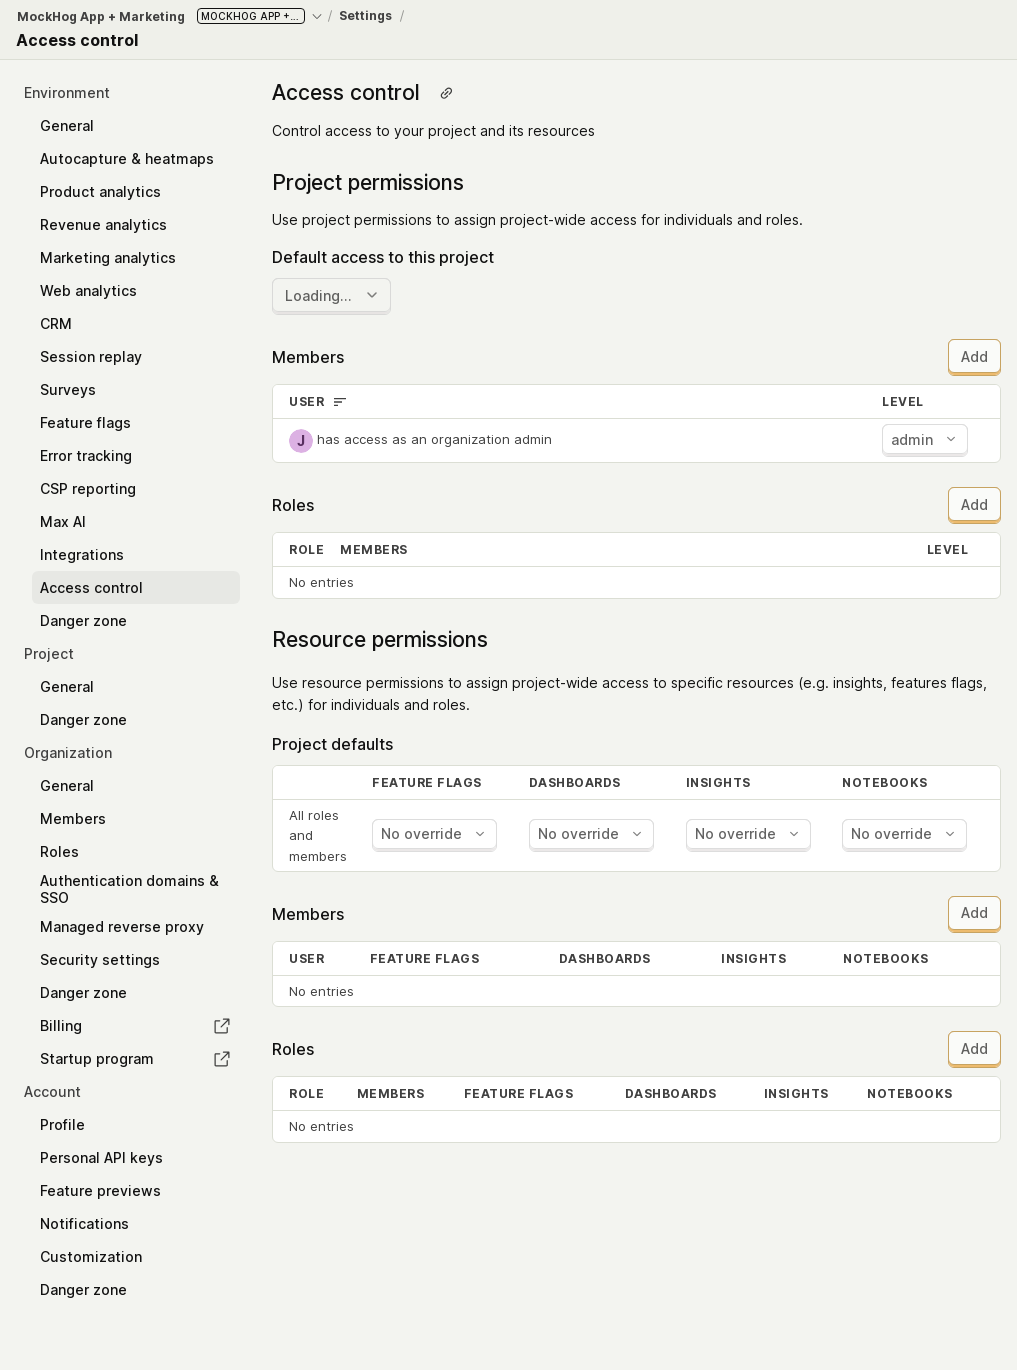 MockHog App + Marketing MOCKHOG APP +... / Settings /
Access control
Environment
General
Autocapture & heatmaps
Product analytics
Revenue analytics
Marketing analytics
Web analytics
CRM
Session replay
Surveys
Feature flags
Error tracking
CSP reporting
Max AI
Integrations
Access control
Danger zone
Project
General
Danger zone
Organization
General
Members
Roles
Authentication domains &
SSO
Managed reverse proxy
Security settings
Danger zone
Billing
Startup program
Account
Profile
Personal API keys
Feature previews
Notifications
Customization
Danger zone
Access control
Control access to your project and its resources
Project permissions
Use project permissions to assign project-wide access for individuals and roles.
Default access to this project
Loading...
Members Add
USER LEVEL
J has access as an organization admin admin
Roles Add
ROLE MEMBERS LEVEL
No entries
Resource permissions
Use resource permissions to assign project-wide access to specific resources (e.g. insights, features flags,
etc.) for individuals and roles.
Project defaults
FEATURE FLAGS DASHBOARDS INSIGHTS NOTEBOOKS
All roles
and
members
No override No override No override No override
Members Add
USER FEATURE FLAGS DASHBOARDS INSIGHTS NOTEBOOKS
No entries
Roles Add
ROLE MEMBERS FEATURE FLAGS DASHBOARDS INSIGHTS NOTEBOOKS
No entries